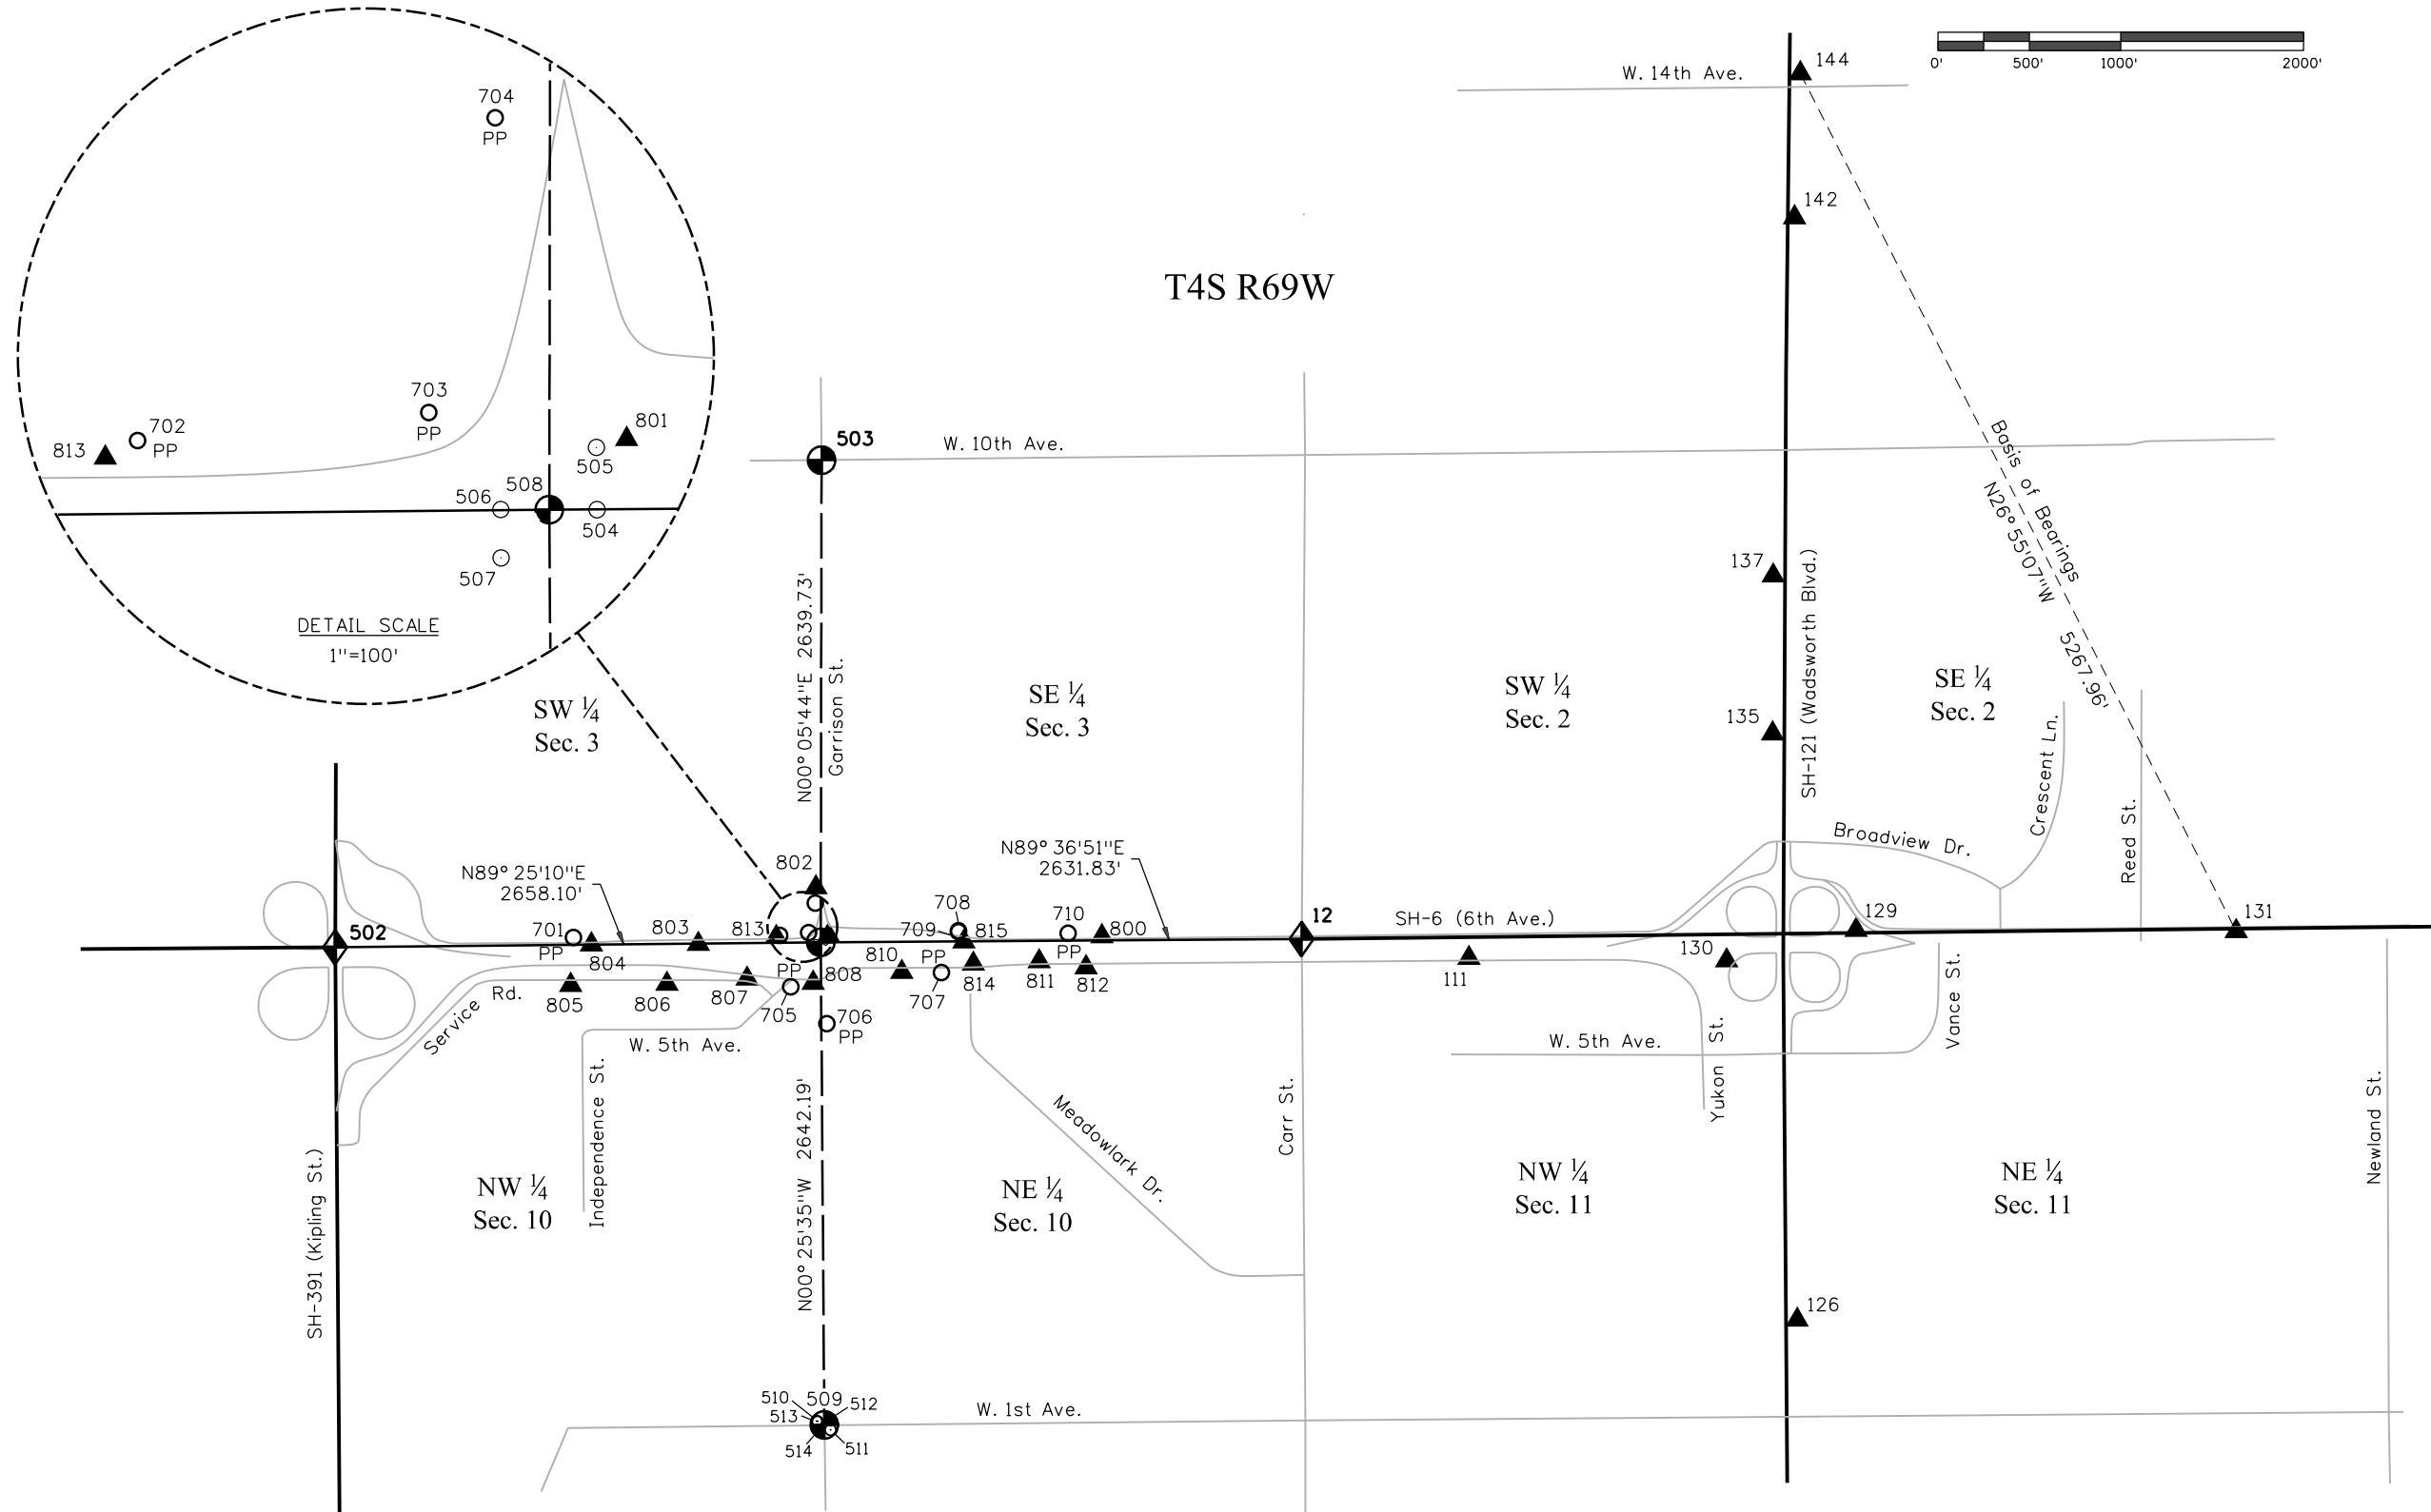 144
W. 14th Ave.
0'
500'
1000'
2000'
704
PP
142
T4S R69W
703
PP
702
PP
813
801
505
503
W. 10th Ave.
Basis of Bearings
N26° 55'07"W
5267.96'
506
508
504
507
DETAIL SCALE
1"=100'
137
SH-121 (Wadsworth Blvd.)
N00° 05'44"E 2639.73'
Garrison St.
SW ¼
Sec. 3
SE ¼
Sec. 3
SW ¼
Sec. 2
SE ¼
Sec. 2
135
Crescent Ln.
Reed St.
Broadview Dr.
802
N89° 25'10"E
2658.10'
N89° 36'51"E
2631.83'
502
701
PP
804
803
813
708
709
815
710
PP
800
12
SH-6 (6th Ave.)
129
131
130
111
810
PP
707
814
811
812
805
806
807
PP
705
808
706
PP
Service Rd.
W. 5th Ave.
Independence St.
W. 5th Ave.
Yukon St.
Vance St.
Newland St.
Carr St.
Meadowlark Dr.
N00° 25'35"W 2642.19'
SH-391 (Kipling St.)
NW ¼
Sec. 10
NE ¼
Sec. 10
NW ¼
Sec. 11
NE ¼
Sec. 11
126
510
509
512
513
514
511
W. 1st Ave.